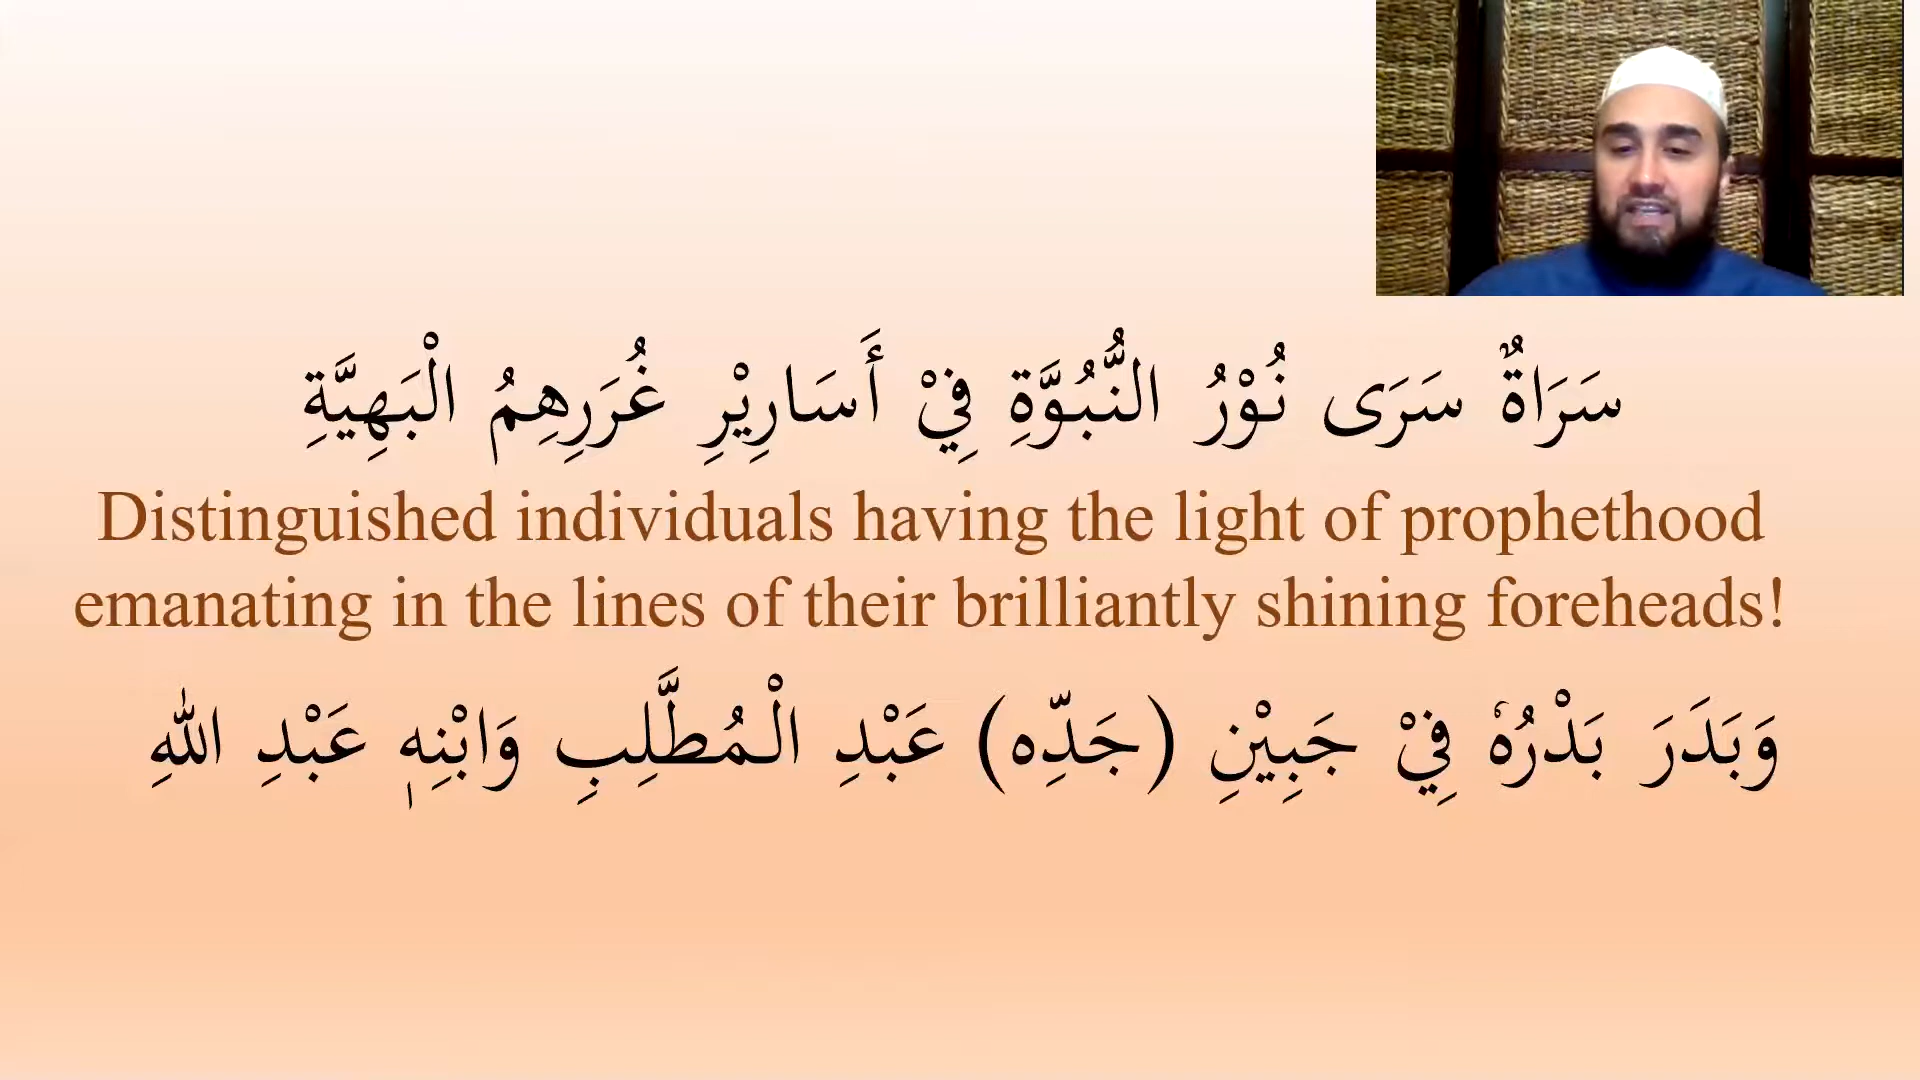 سَرَاةٌ سَرَى نُوْرُ النُّبُوَّةِ فِيْ أَسَارِيْرِ غُرَرِهِمُ الْبَهِيَّةِ
Distinguished individuals having the light of prophethood
emanating in the lines of their brilliantly shining foreheads!
وَبَدَرَ بَدْرُهٗ فِيْ جَبِيْنِ (جَدِّه) عَبْدِ الْمُطَّلِبِ وَابْنِهٖ عَبْدِ اللهِ